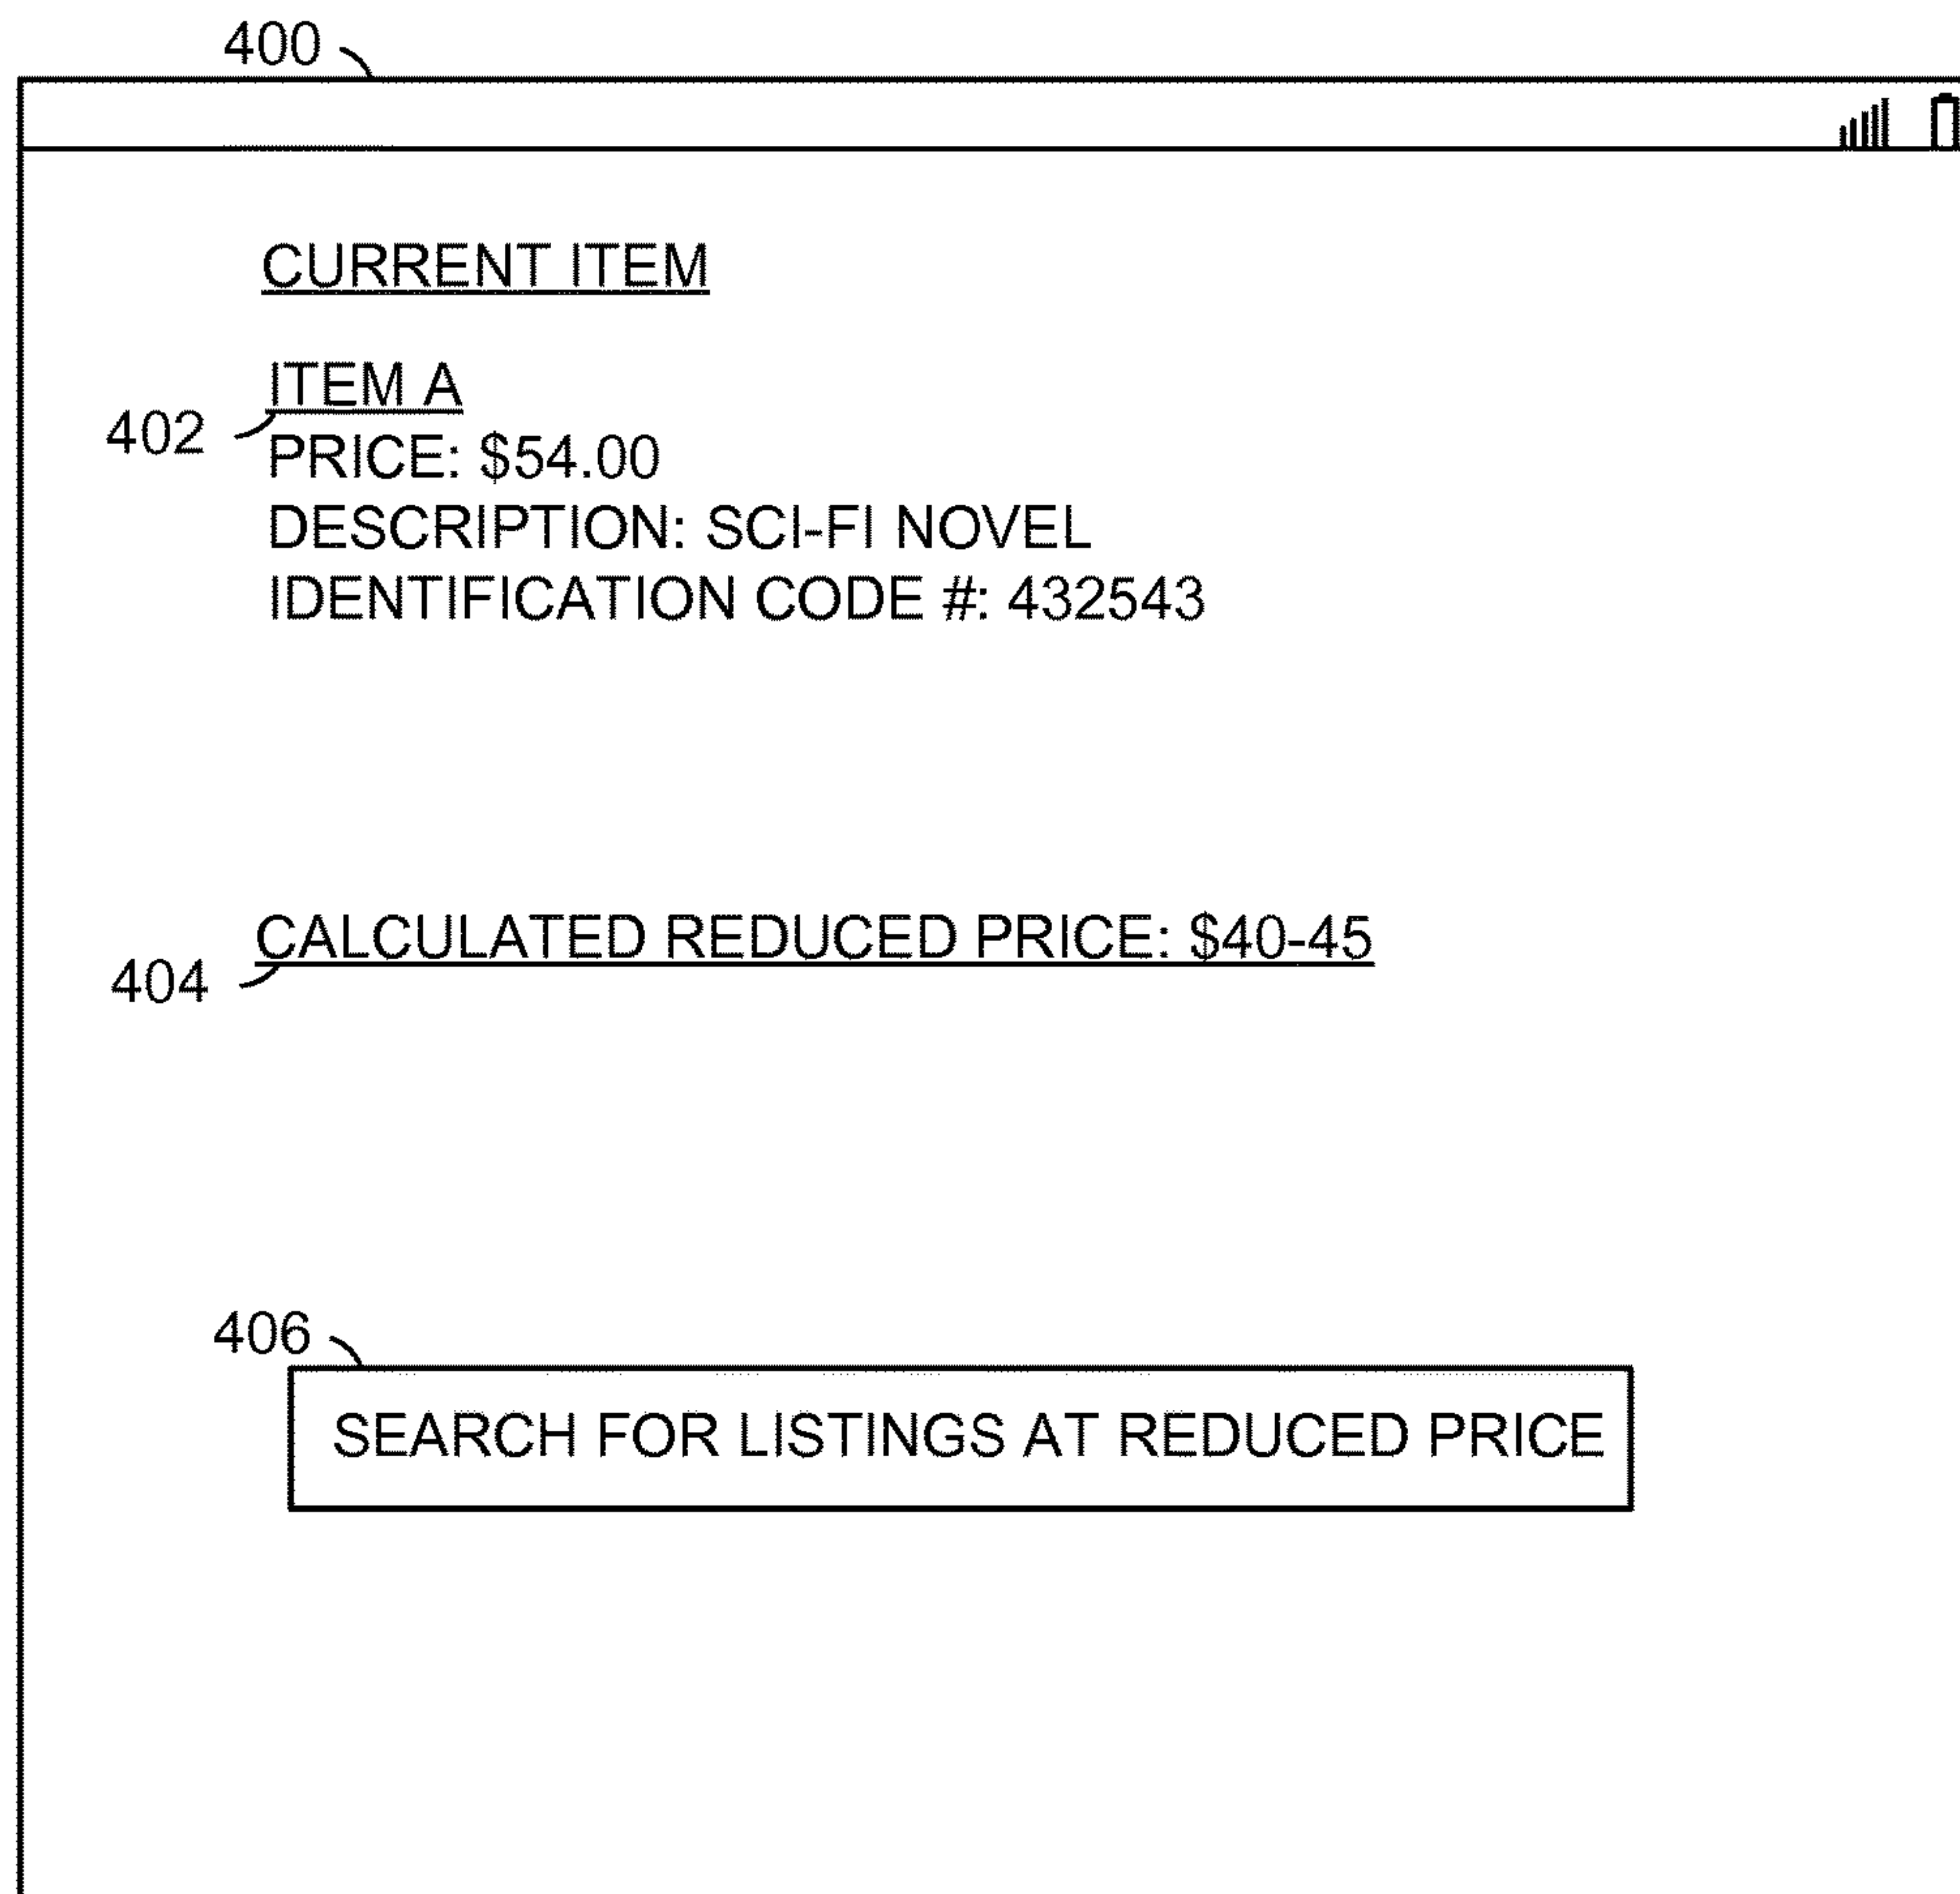 400
CURRENT ITEM
ITEM A
402
PRICE: $54.00
DESCRIPTION: SCI-FI NOVEL
IDENTIFICATION CODE #: 432543
CALCULATED REDUCED PRICE: $40-45
404
406
SEARCH FOR LISTINGS AT REDUCED PRICE